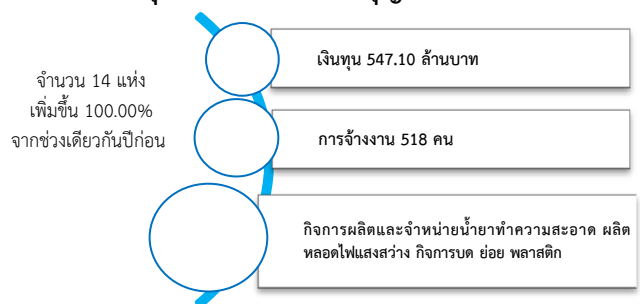 จำนวน 14 แห่ง
เพิ่มขึ้น 100.00%
จากช่วงเดียวกันปีก่อน
เงินทุน 547.10 ล้านบาท
การจ้างงาน 518 คน
กิจการผลิตและจำหน่ายน้ำยาทำความสะอาด ผลิต
หลอดไฟแสงสว่าง กิจการบด ย่อย พลาสติก